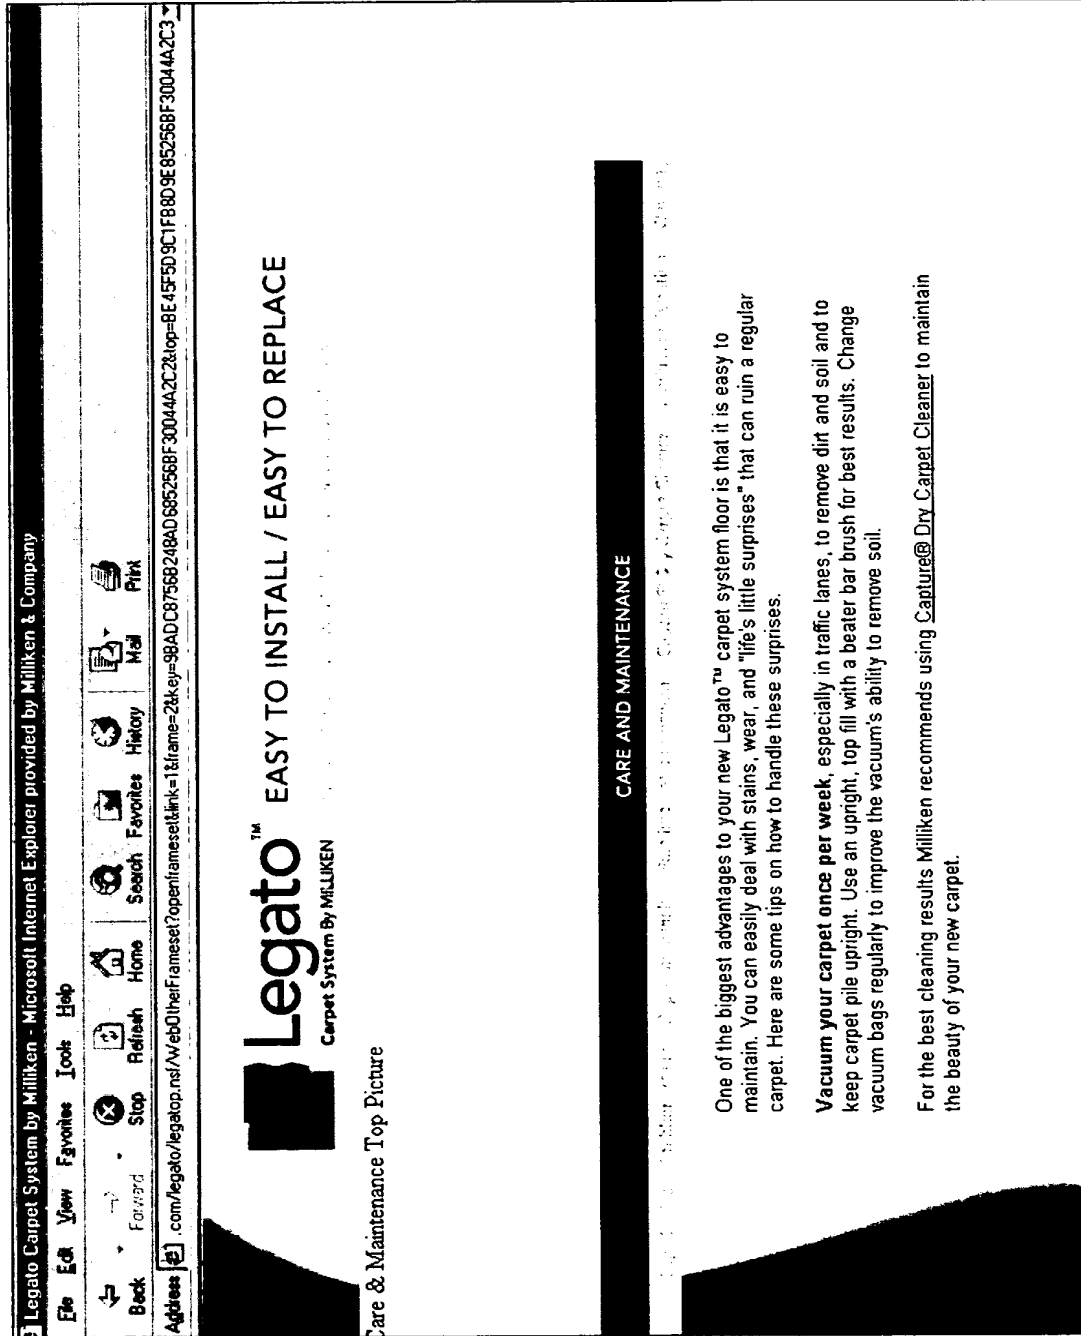 Legato Carpet System by Milliken - Microsoft Internet Explorer provided by Milliken & Company
File Edit View Favorites Tools Help
Back Forward Stop Refresh Home Search Favorites History Mail Print
Address .com/legato/legatop.nsf/WebOtherFrameset?openframeset&link=1&frame=2&key=9BADC8756B248AD685256BF30044A2C2&top=BE45F5D9C1FB8D9E85256BF30044A2C3
Legato™ EASY TO INSTALL / EASY TO REPLACE
Carpet System By MILLIKEN
Care & Maintenance Top Picture
CARE AND MAINTENANCE
One of the biggest advantages to your new Legato™ carpet system floor is that it is easy to
maintain. You can easily deal with stains, wear, and "life's little surprises" that can ruin a regular
carpet. Here are some tips on how to handle these surprises.
Vacuum your carpet once per week, especially in traffic lanes, to remove dirt and soil and to
keep carpet pile upright. Use an upright, top fill with a beater bar brush for best results. Change
vacuum bags regularly to improve the vacuum's ability to remove soil.
For the best cleaning results Milliken recommends using Capture® Dry Carpet Cleaner to maintain
the beauty of your new carpet.